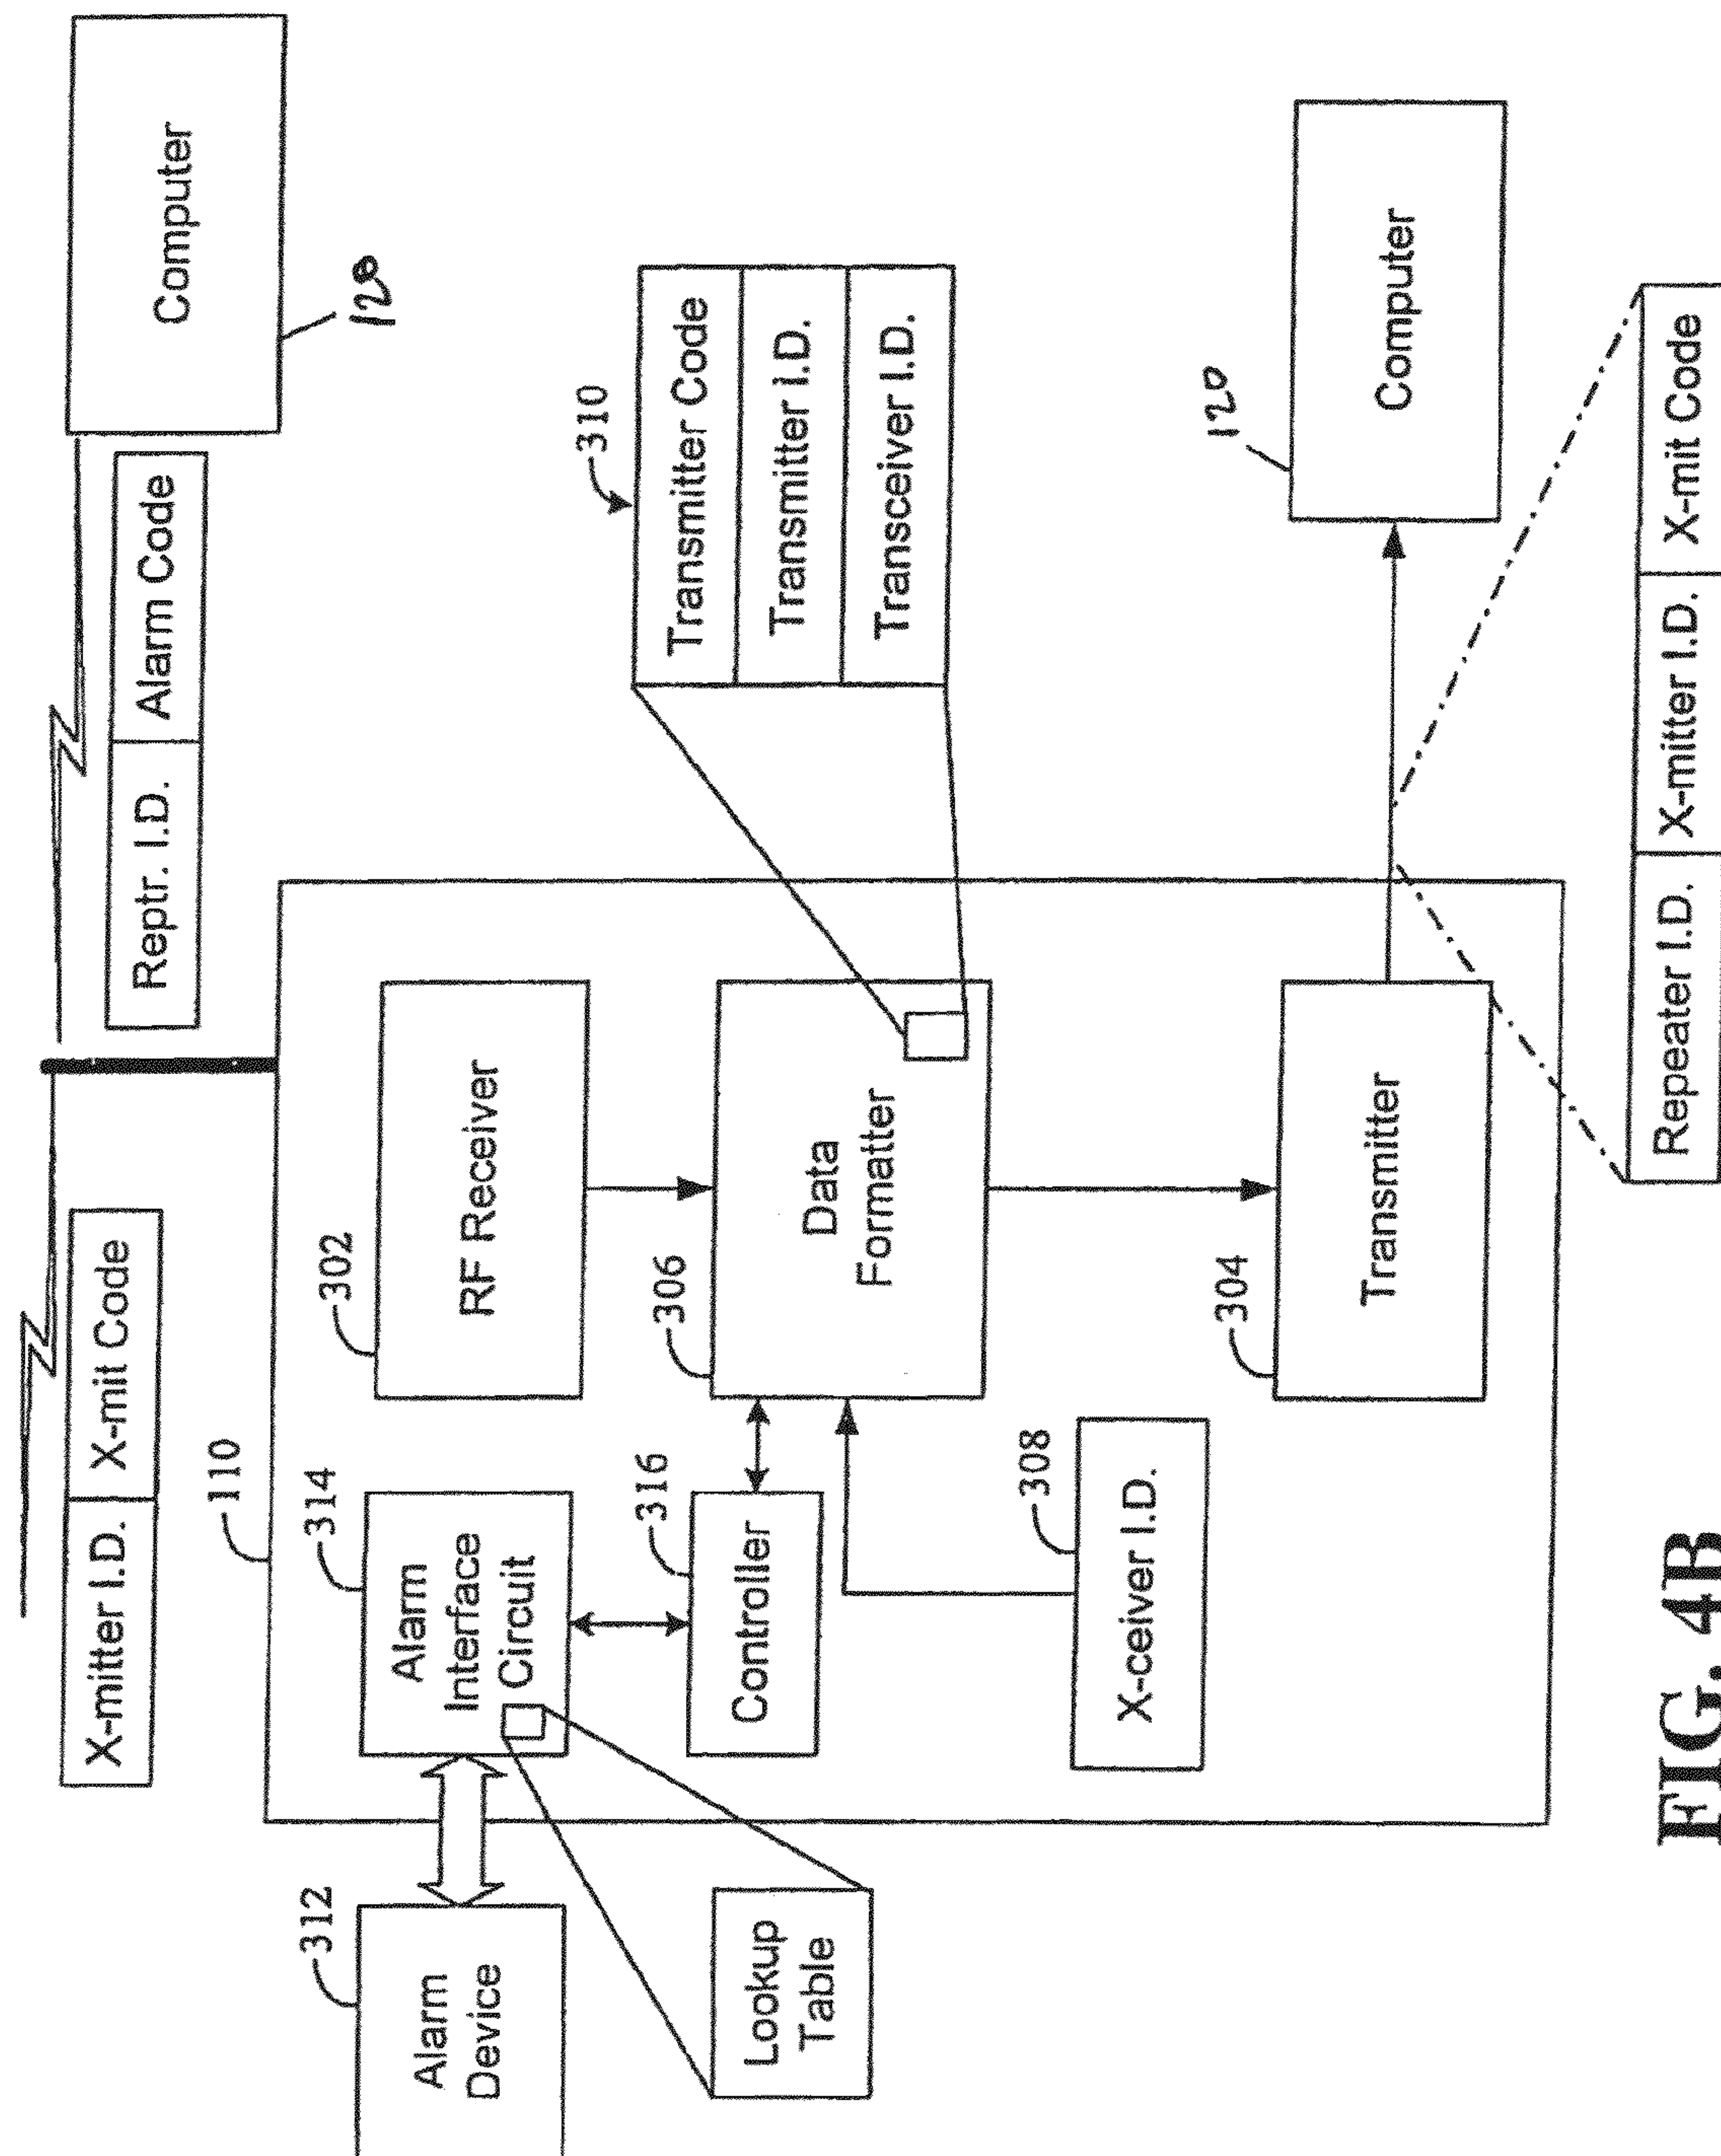 X-mitter I.D. X-mit Code
Reptr. I.D. Alarm Code
Computer
120
110
312
Alarm
Device
314
Alarm
Interface
Circuit
302
RF Receiver
Lookup
Table
316
Controller
306
Data
Formatter
310
Transmitter Code
Transmitter I.D.
Transceiver I.D.
308
X-ceiver I.D.
304
Transmitter
120
Computer
Repeater I.D. X-mitter I.D. X-mit Code
FIG. 4B